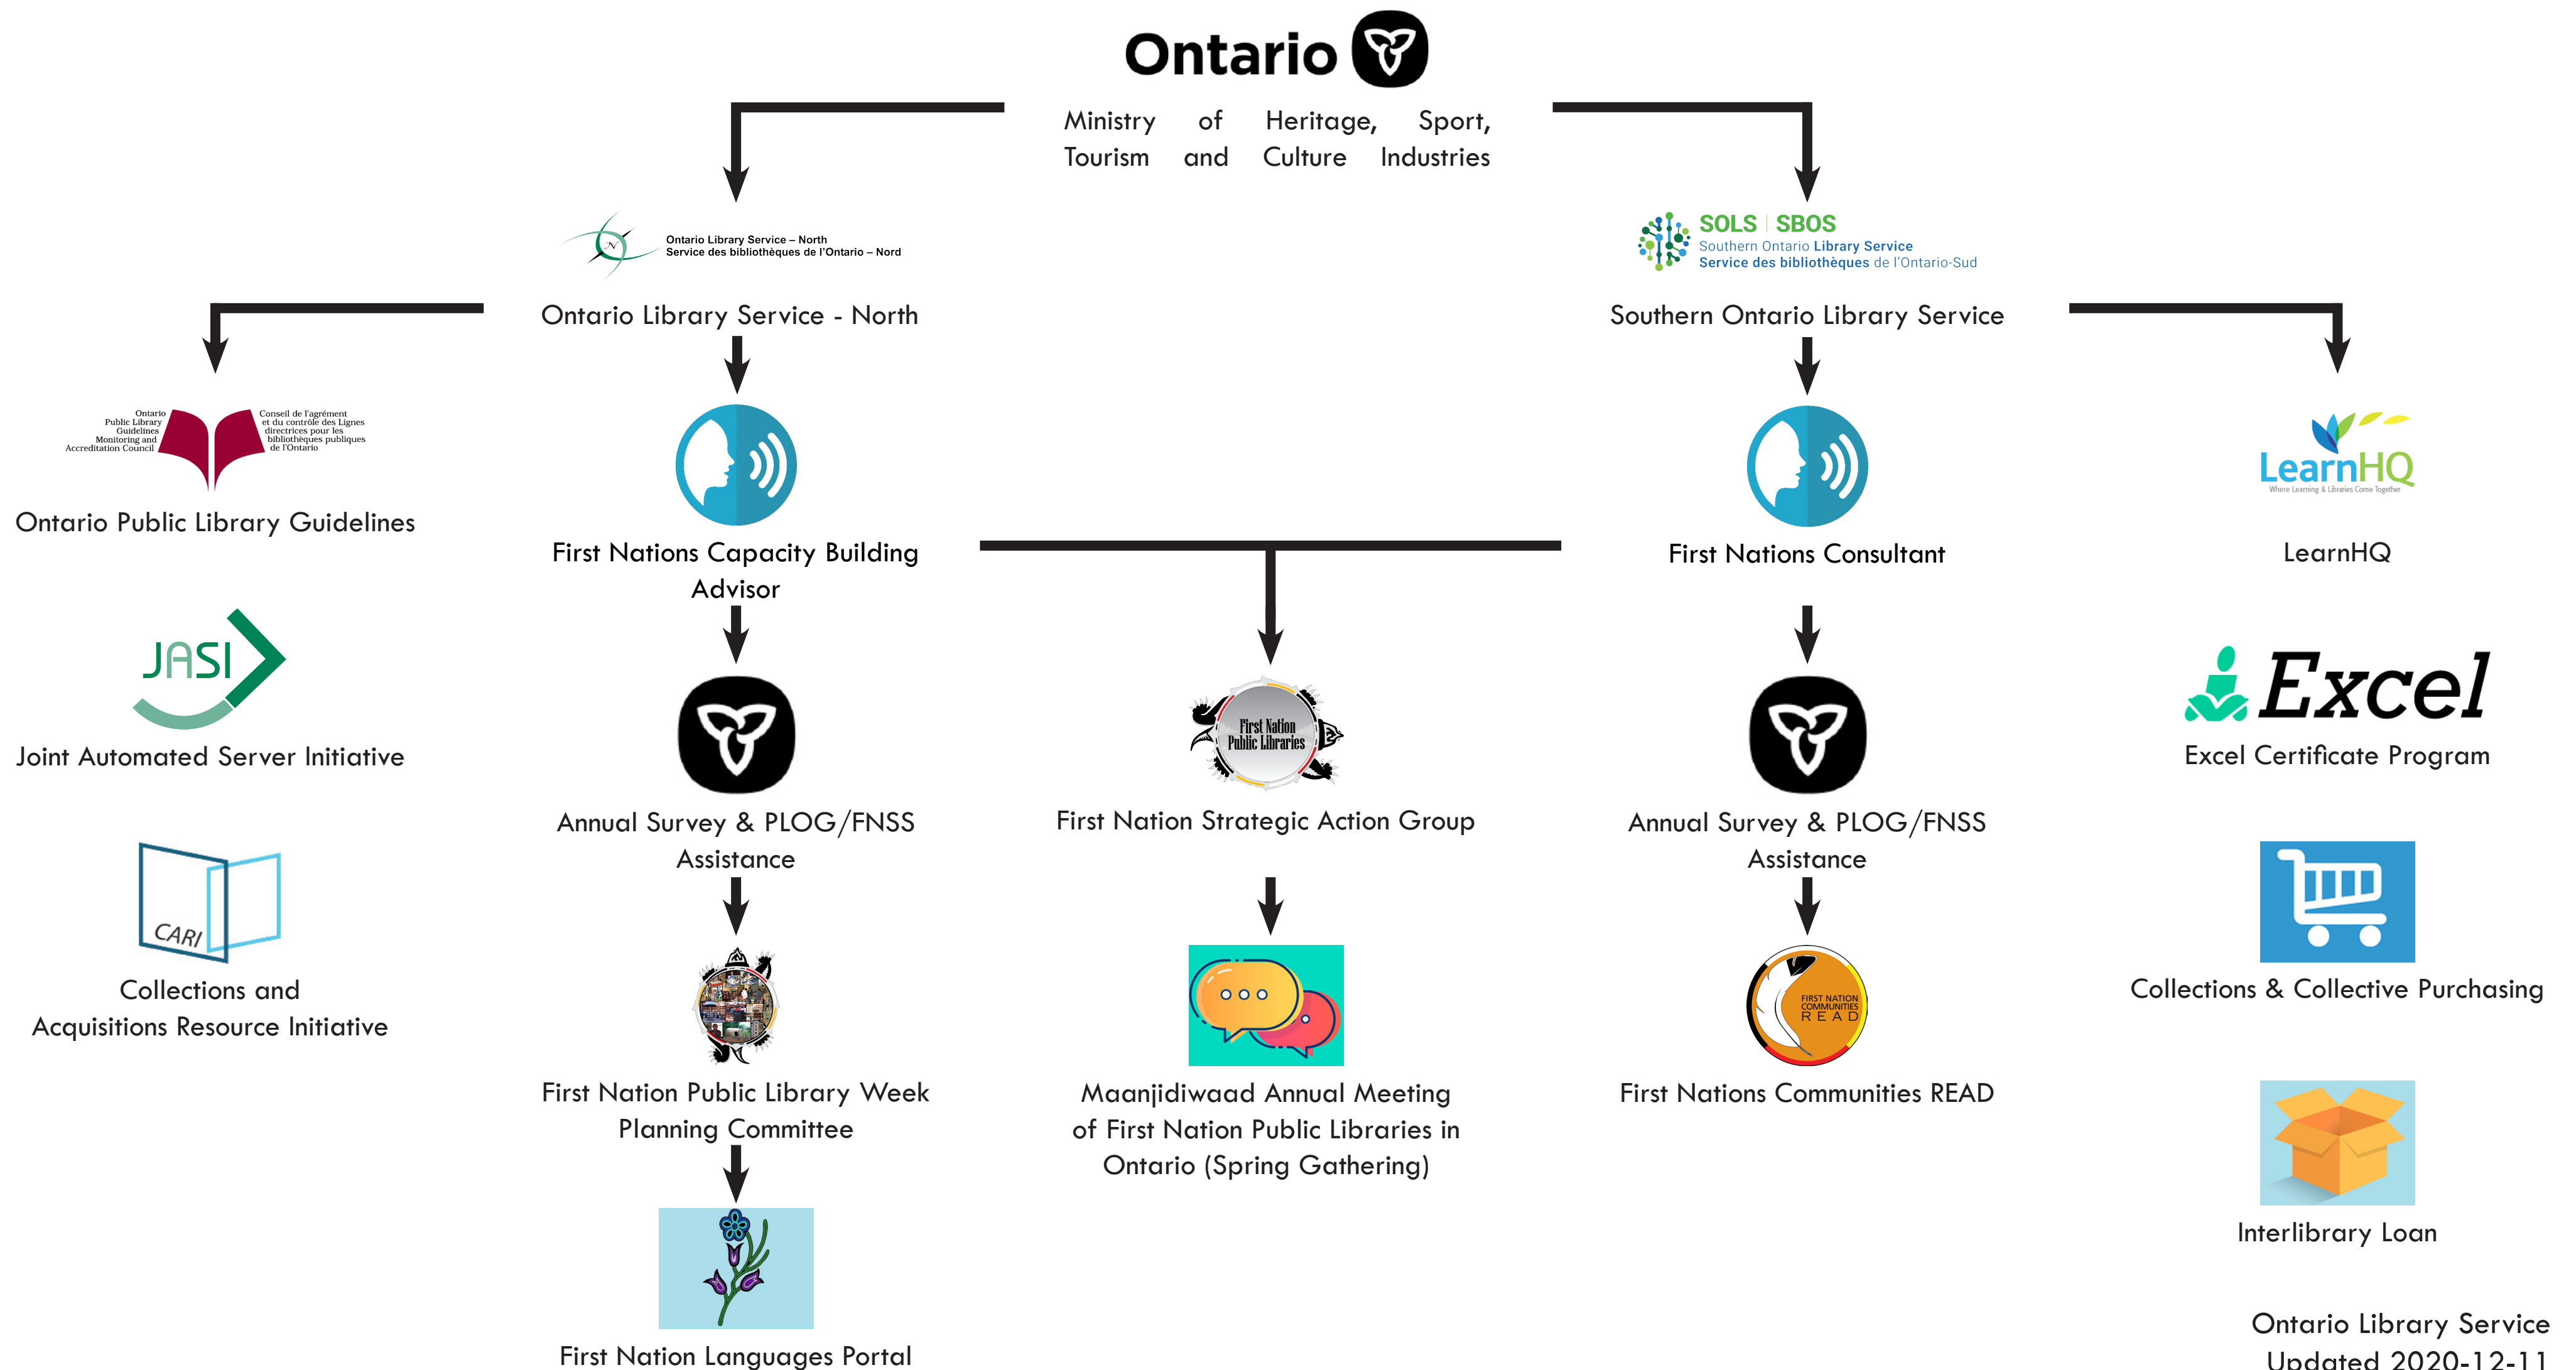 Ontario
Ministry of Heritage, Sport,
Tourism and Culture Industries
N
Ontario Library Service – North
Service des bibliothèques de l'Ontario – Nord
Ontario Library Service - North
SOLS | SBOS
Southern Ontario Library Service
Service des bibliothèques de l'Ontario-Sud
Southern Ontario Library Service
Ontario
Public Library
Guidelines
Monitoring and
Accreditation Council
Conseil de l'agrément
et du contrôle des Lignes
directrices pour les
bibliothèques publiques
de l'Ontario
Ontario Public Library Guidelines
JASI
Joint Automated Server Initiative
CARI
Collections and
Acquisitions Resource Initiative
First Nations Capacity Building
Advisor
Annual Survey & PLOG/FNSS
Assistance
First Nation Public Library Week
Planning Committee
First Nation Languages Portal
First Nation
Public Libraries
First Nation Strategic Action Group
Maanjidiwaad Annual Meeting
of First Nation Public Libraries in
Ontario (Spring Gathering)
First Nations Consultant
Annual Survey & PLOG/FNSS
Assistance
FIRST NATION
COMMUNITIES
READ
First Nations Communities READ
LearnHQ
Where Learning & Libraries Come Together
LearnHQ
Excel
Excel Certificate Program
Collections & Collective Purchasing
Interlibrary Loan
Ontario Library Service
Updated 2020-12-11